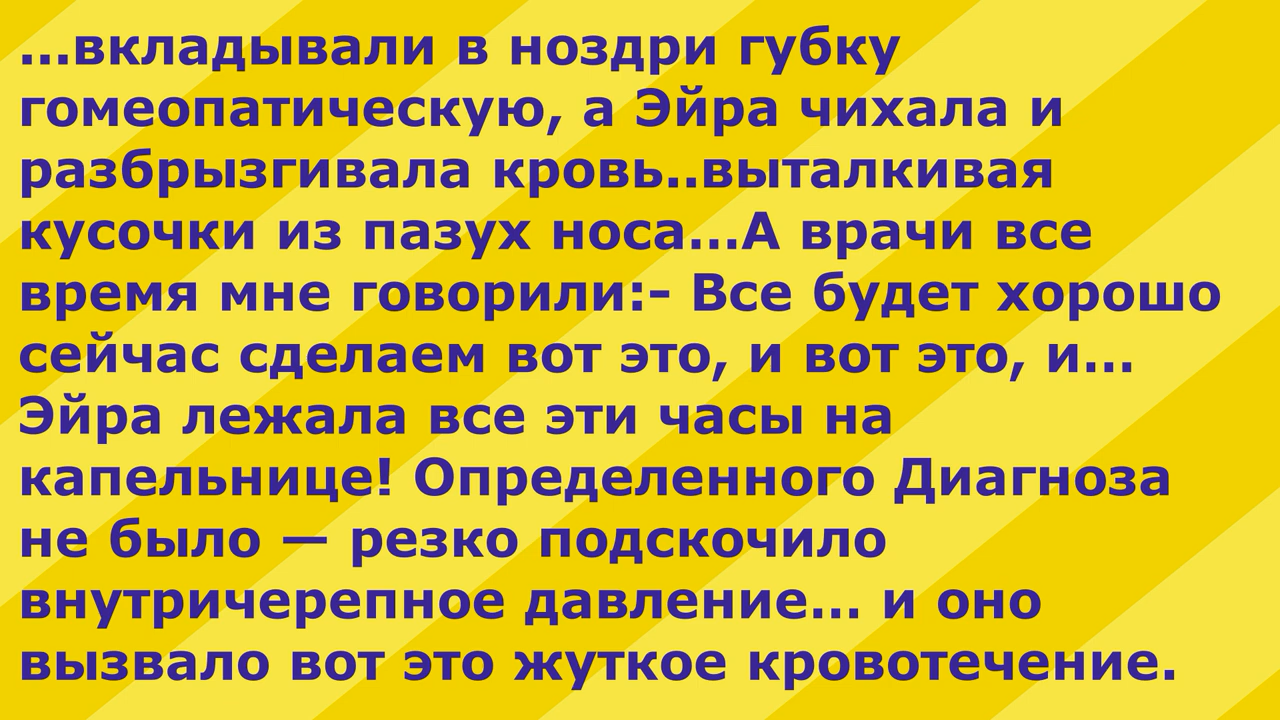 ...вкладывали в ноздри губку
гомеопатическую, а Эйра чихала и
разбрызгивала кровь..выталкивая
кусочки из пазух носа...А врачи все
время мне говорили:- Все будет хорошо
сейчас сделаем вот это, и вот это, и...
Эйра лежала все эти часы на
капельнице! Определенного Диагноза
не было — резко подскочило
внутричерепное давление... и оно
вызвало вот это жуткое кровотечение.